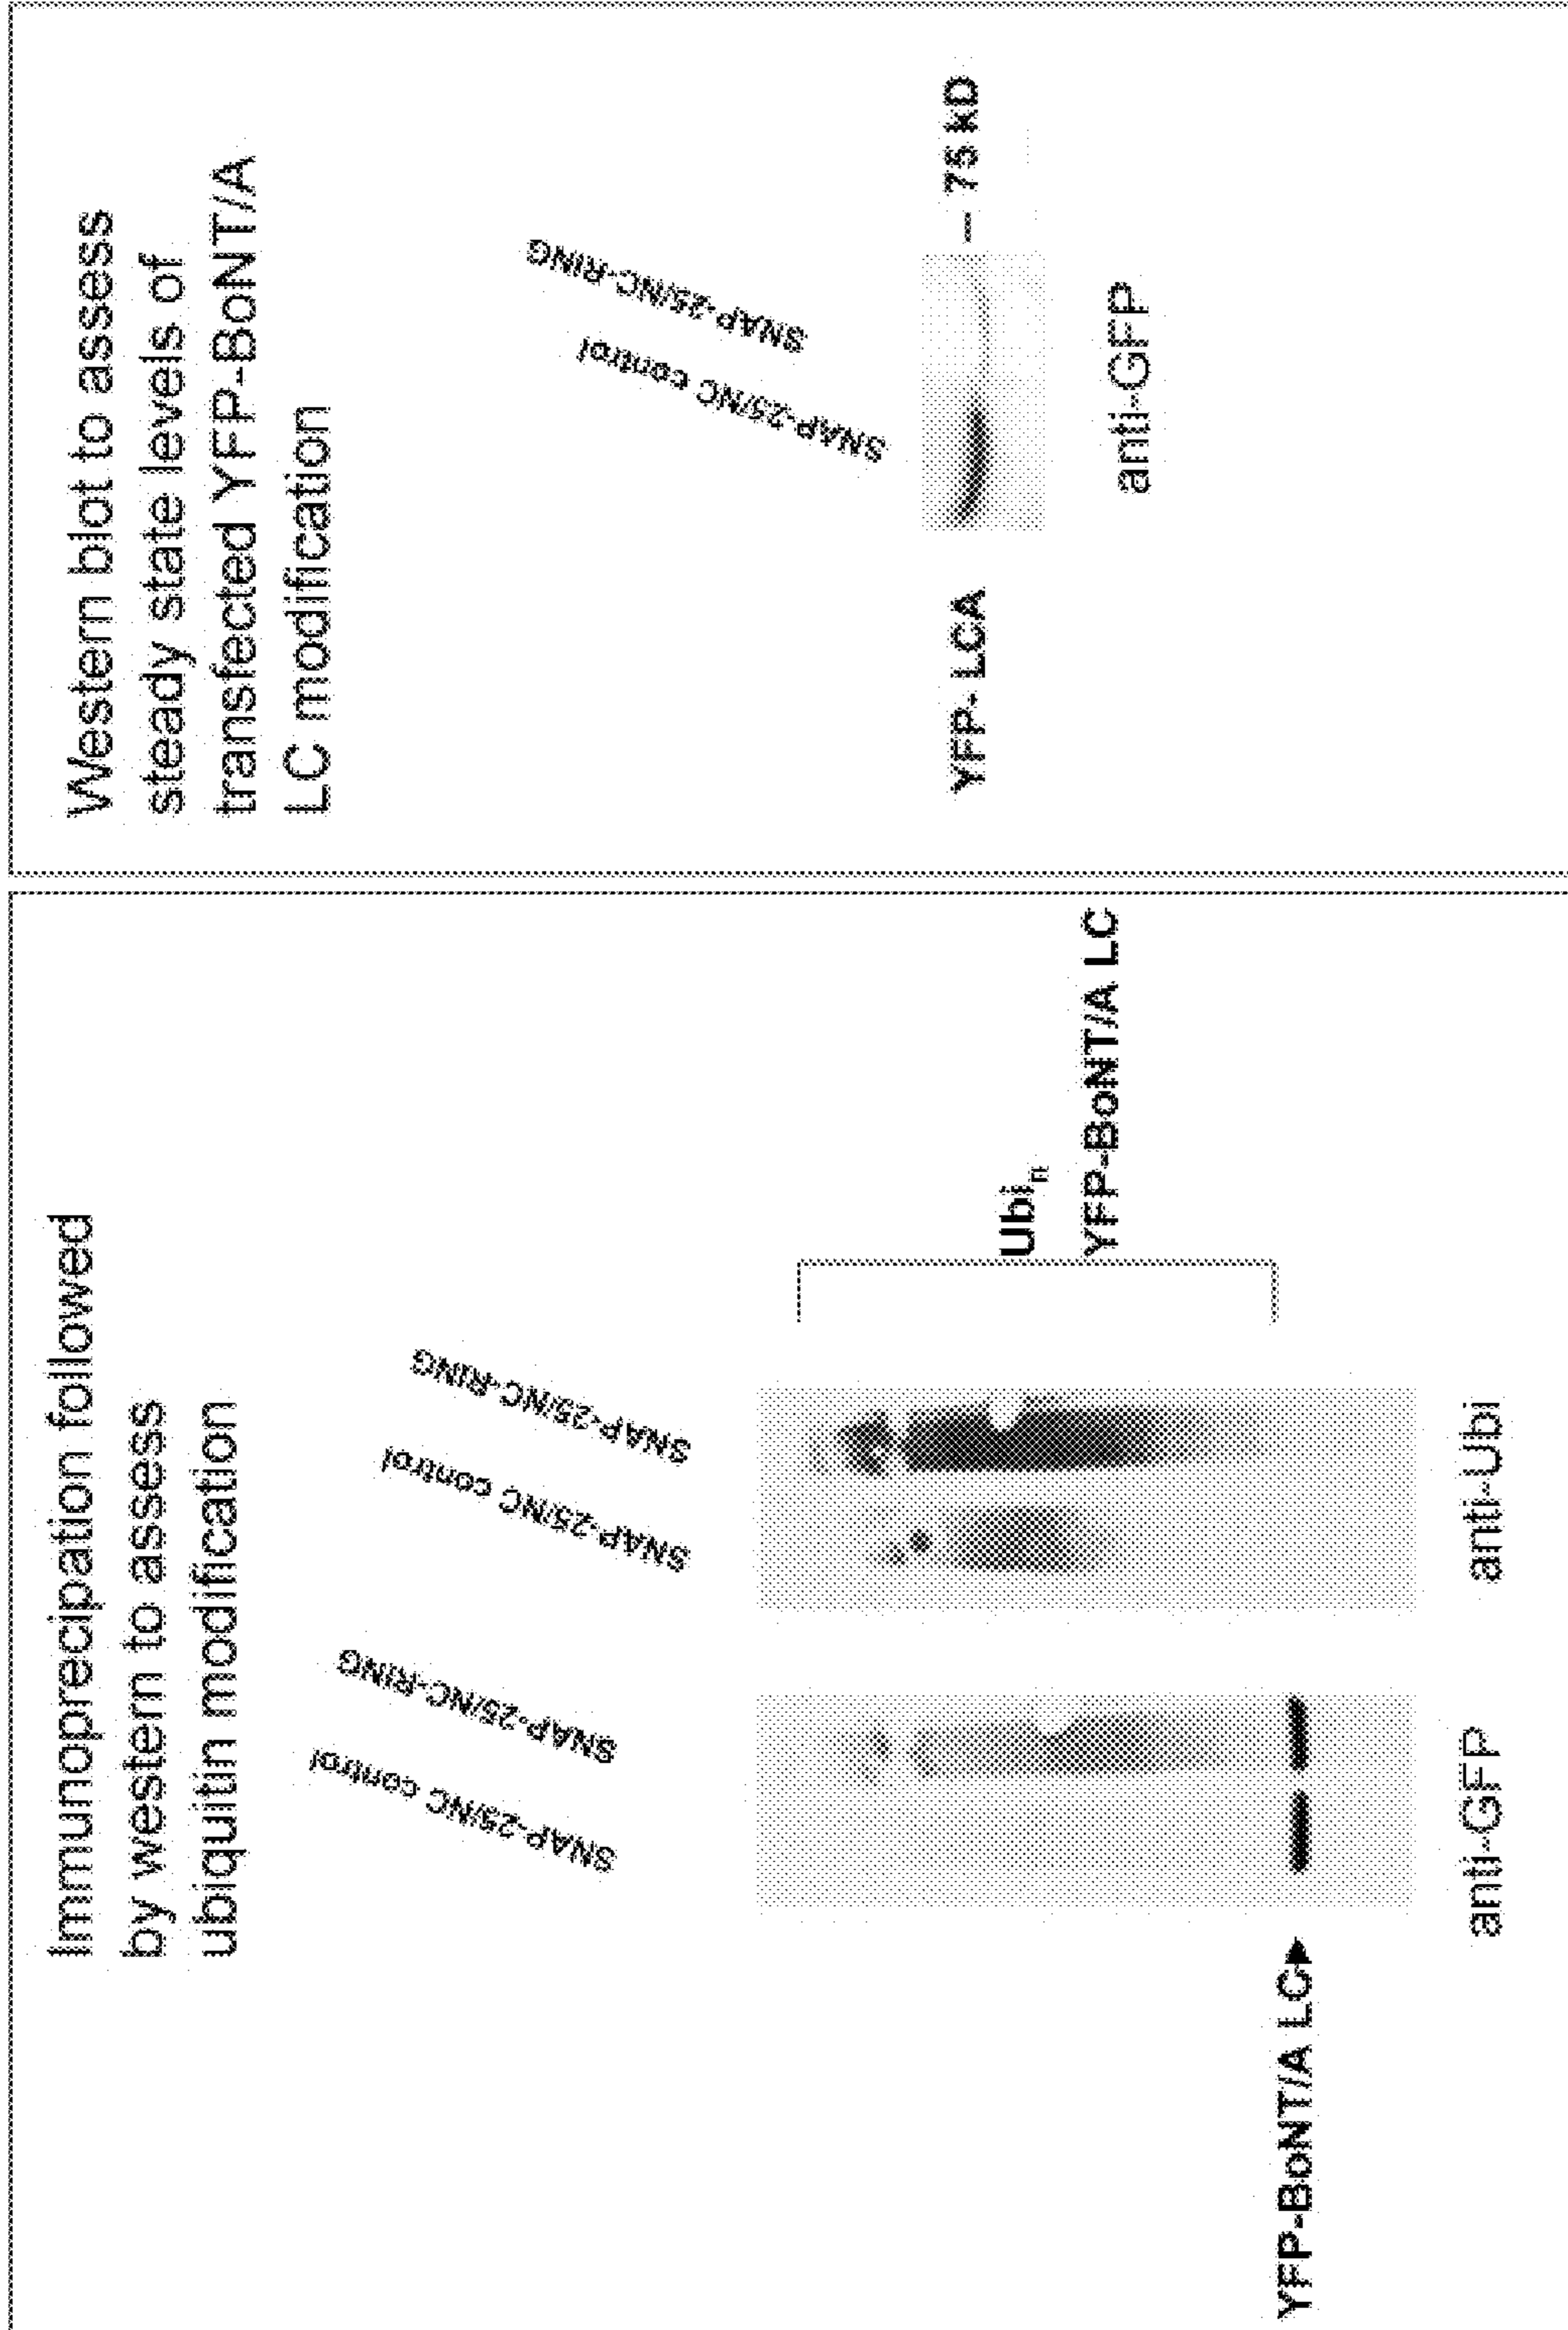 Immunoprecipation followed
by western to assess
ubiquitin modification
SNAP-25/NC control
SNAP-25/NC-RING
SNAP-25/NC control
SNAP-25/NC-RING
Ubin
YFP-BoNT/A LC
YFP-BoNT/A LC
anti-GFP
anti-Ubi
Western blot to assess
steady state levels of
transfected YFP-BoNT/A
LC modification
SNAP-25/NC control
SNAP-25/NC-RING
YFP- LCA
– 75 kD
anti-GFP